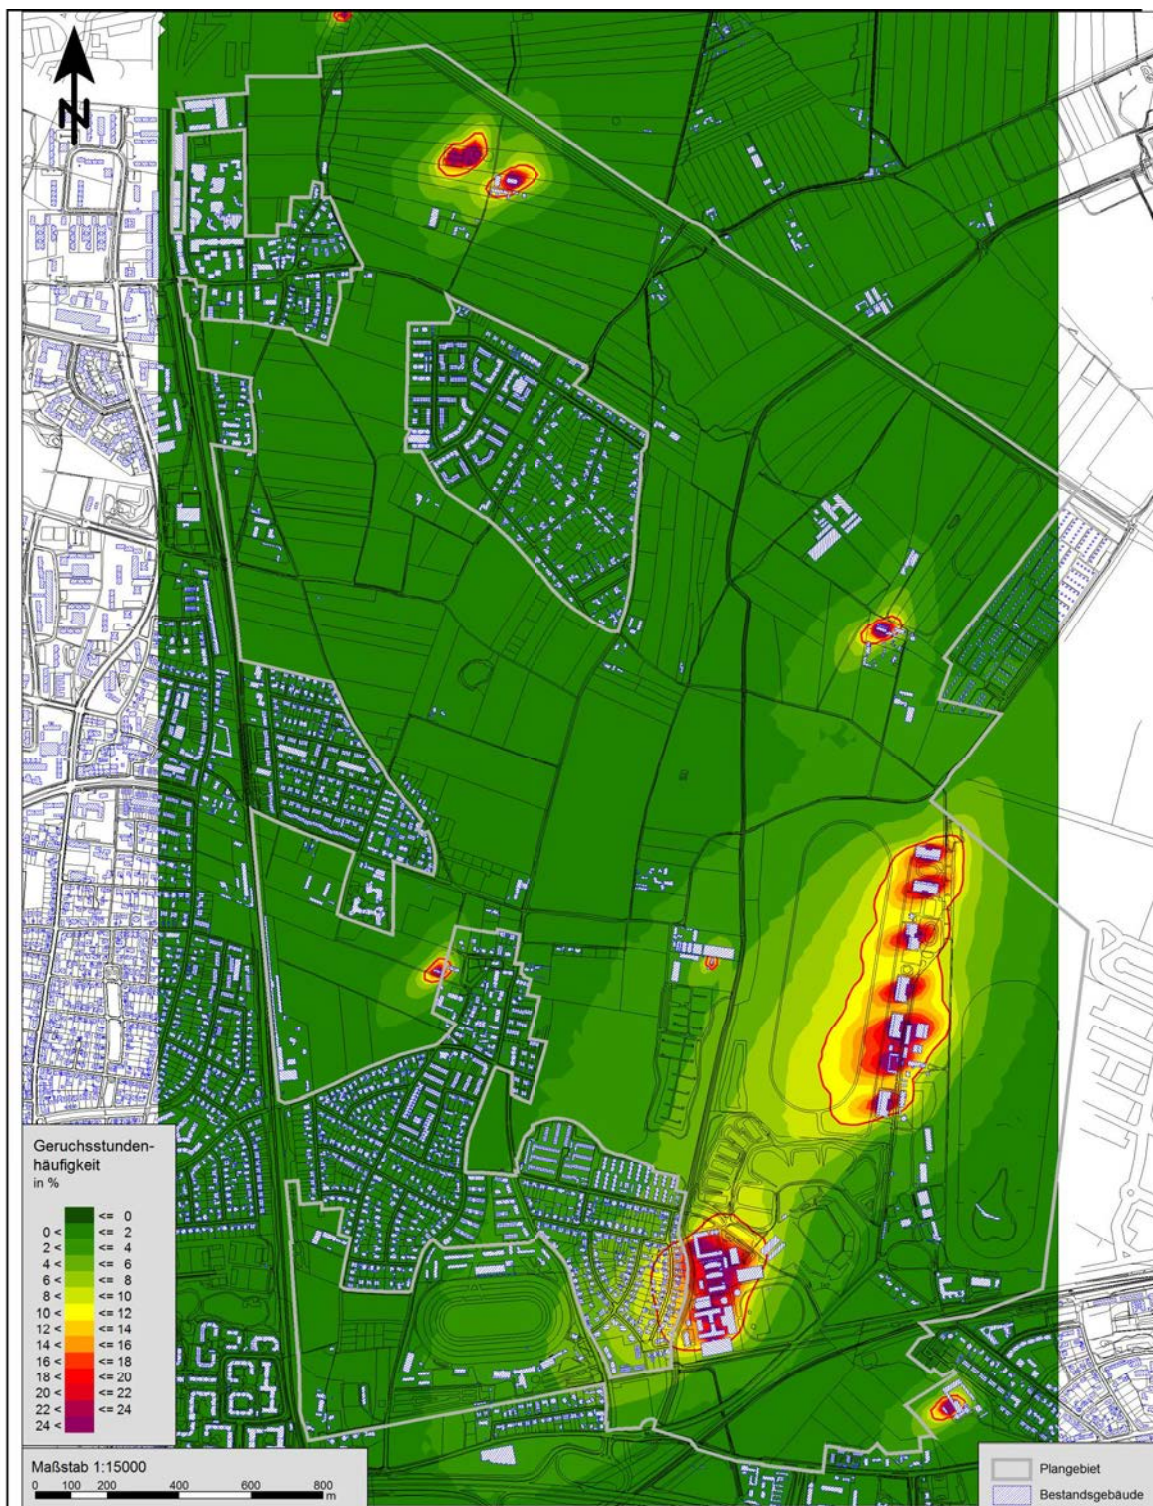 N
Geruchsstunden-
häufigkeit
in %
<= 0
0 < <= 2
2 < <= 4
4 < <= 6
6 < <= 8
8 < <= 10
10 < <= 12
12 < <= 14
14 < <= 16
16 < <= 18
18 < <= 20
20 < <= 22
22 < <= 24
24 <
Maßstab 1:15000
0 100 200 400 600 800
m
Plangebiet
Bestandsgebäude